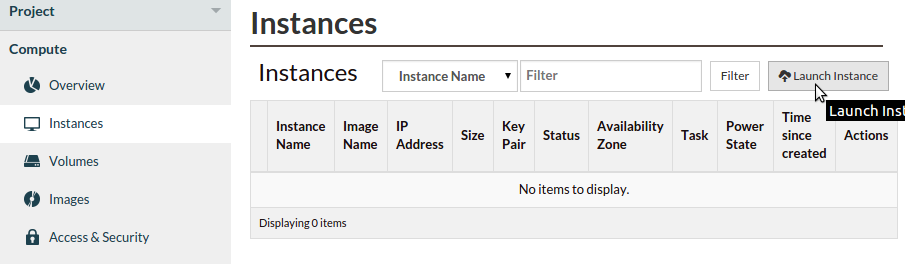 Project
Compute
Overview
Instances
Volumes
Images
Access & Security
Instances
Instances
Instance Name
Filter
Filter
Launch Instance
Launch Inst
Instance Name
Image Name
IP Address
Size
Key Pair
Status
Availability Zone
Task
Power State
Time since created
Actions
No items to display.
Displaying 0 items